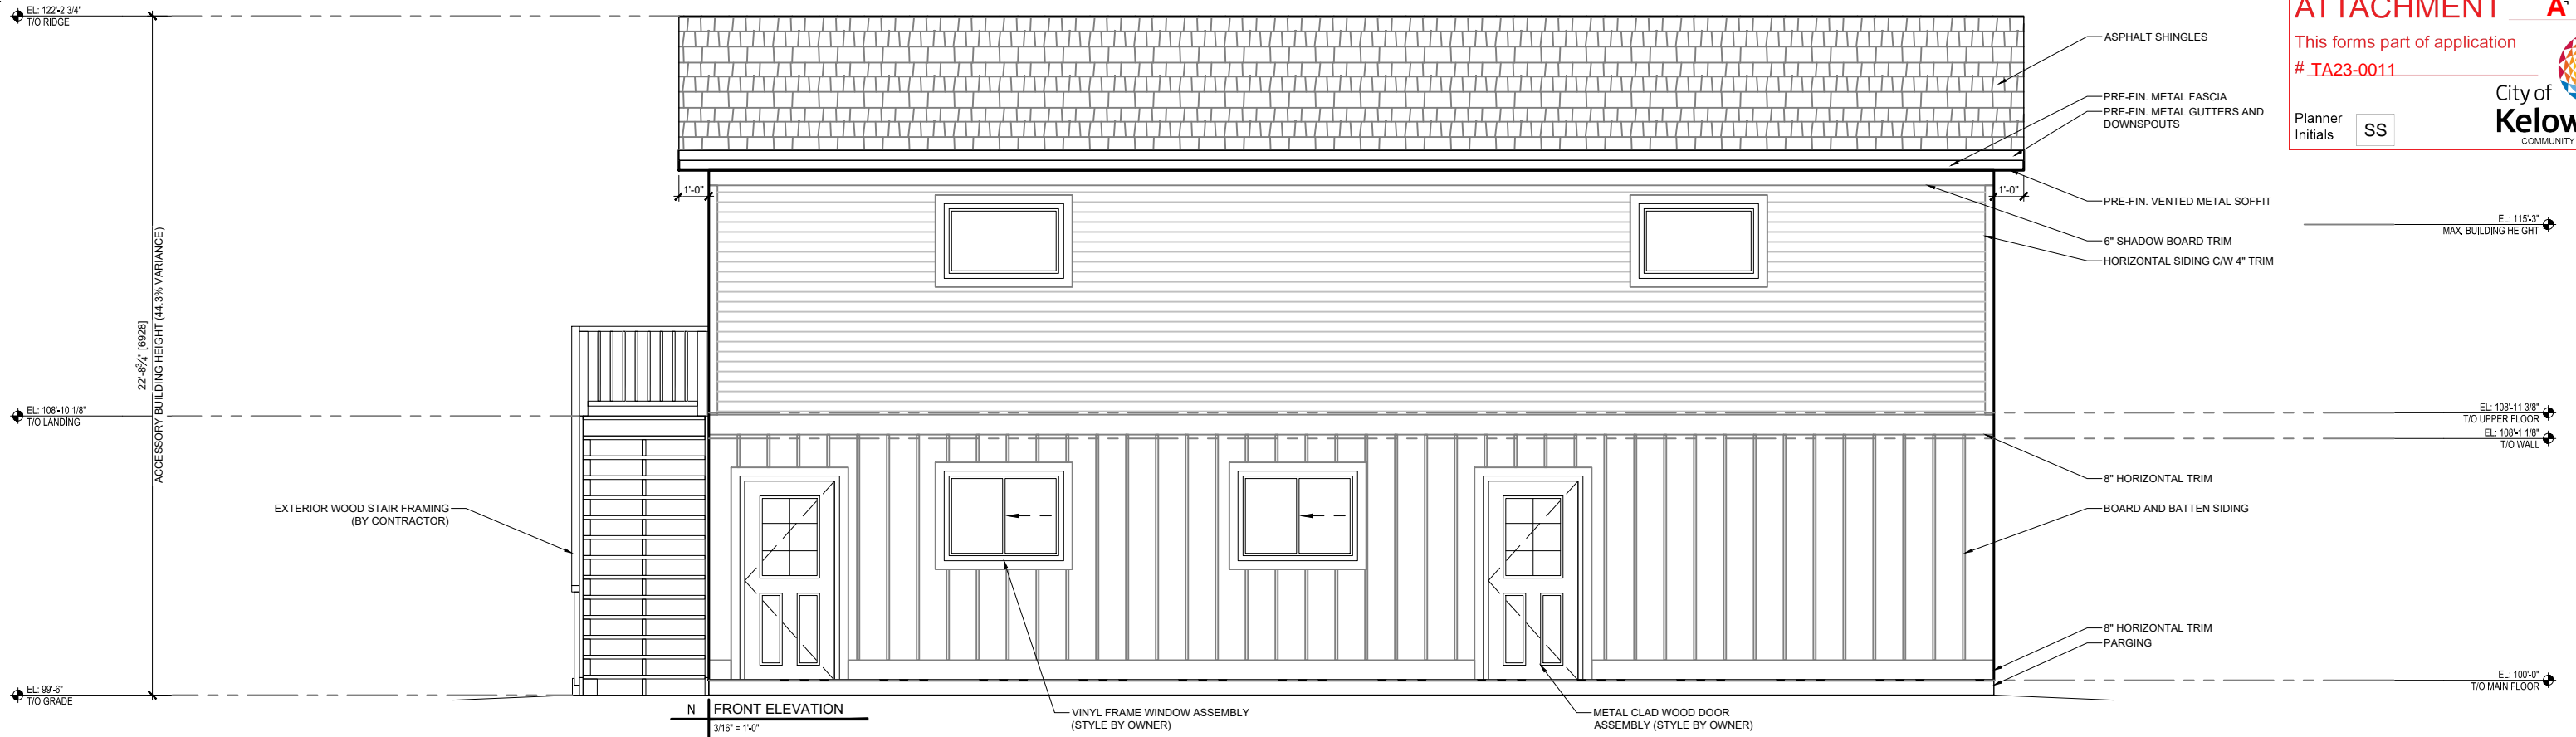 EL: 122'-2 3/4"
T/O RIDGE
22'-8¾" [6928]
ACCESSORY BUILDING HEIGHT (44.3% VARIANCE)
EL: 108'-10 1/8"
T/O LANDING
EXTERIOR WOOD STAIR FRAMING
(BY CONTRACTOR)
EL: 99'-6"
T/O GRADE
1'-0"
1'-0"
ASPHALT SHINGLES
PRE-FIN. METAL FASCIA
PRE-FIN. METAL GUTTERS AND
DOWNSPOUTS
PRE-FIN. VENTED METAL SOFFIT
6" SHADOW BOARD TRIM
HORIZONTAL SIDING C/W 4" TRIM
8" HORIZONTAL TRIM
BOARD AND BATTEN SIDING
8" HORIZONTAL TRIM
PARGING
VINYL FRAME WINDOW ASSEMBLY
(STYLE BY OWNER)
METAL CLAD WOOD DOOR
ASSEMBLY (STYLE BY OWNER)
N FRONT ELEVATION
3/16" = 1'-0"
ATTACHMENT A
This forms part of application
# TA23-0011
City of
Kelow
COMMUNITY
Planner
Initials SS
EL: 115'-3"
MAX. BUILDING HEIGHT
EL: 108'-11 3/8"
T/O UPPER FLOOR
EL: 108'-1 1/8"
T/O WALL
EL: 100'-0"
T/O MAIN FLOOR